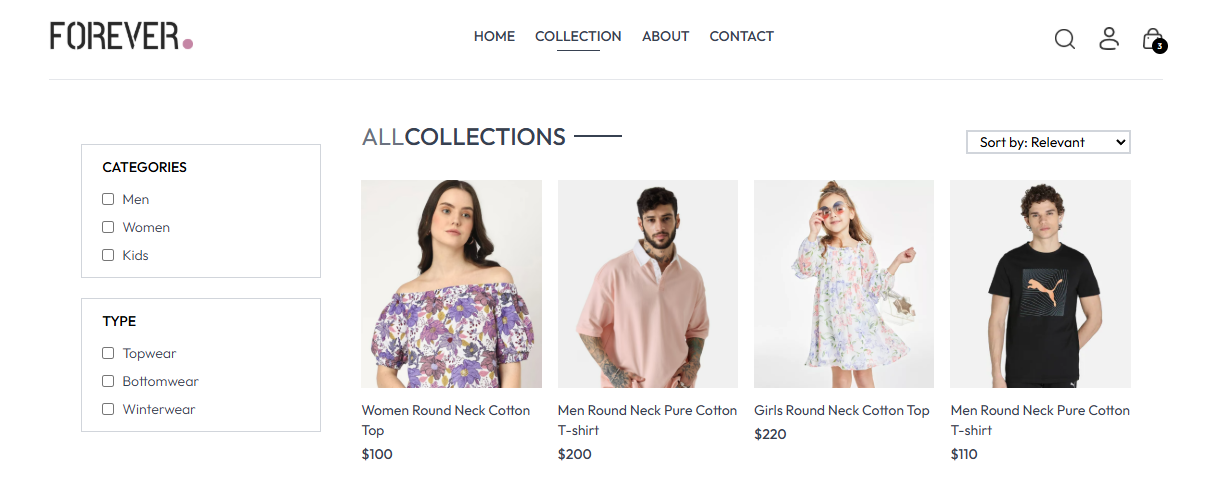 FOREVER.
HOME COLLECTION ABOUT CONTACT
3
ALL COLLECTIONS
Sort by: Relevant
CATEGORIES
Men
Women
Kids
TYPE
Topwear
Bottomwear
Winterwear
Women Round Neck Cotton
Top
$100
Men Round Neck Pure Cotton
T-shirt
$200
Girls Round Neck Cotton Top
$220
Men Round Neck Pure Cotton
T-shirt
$110